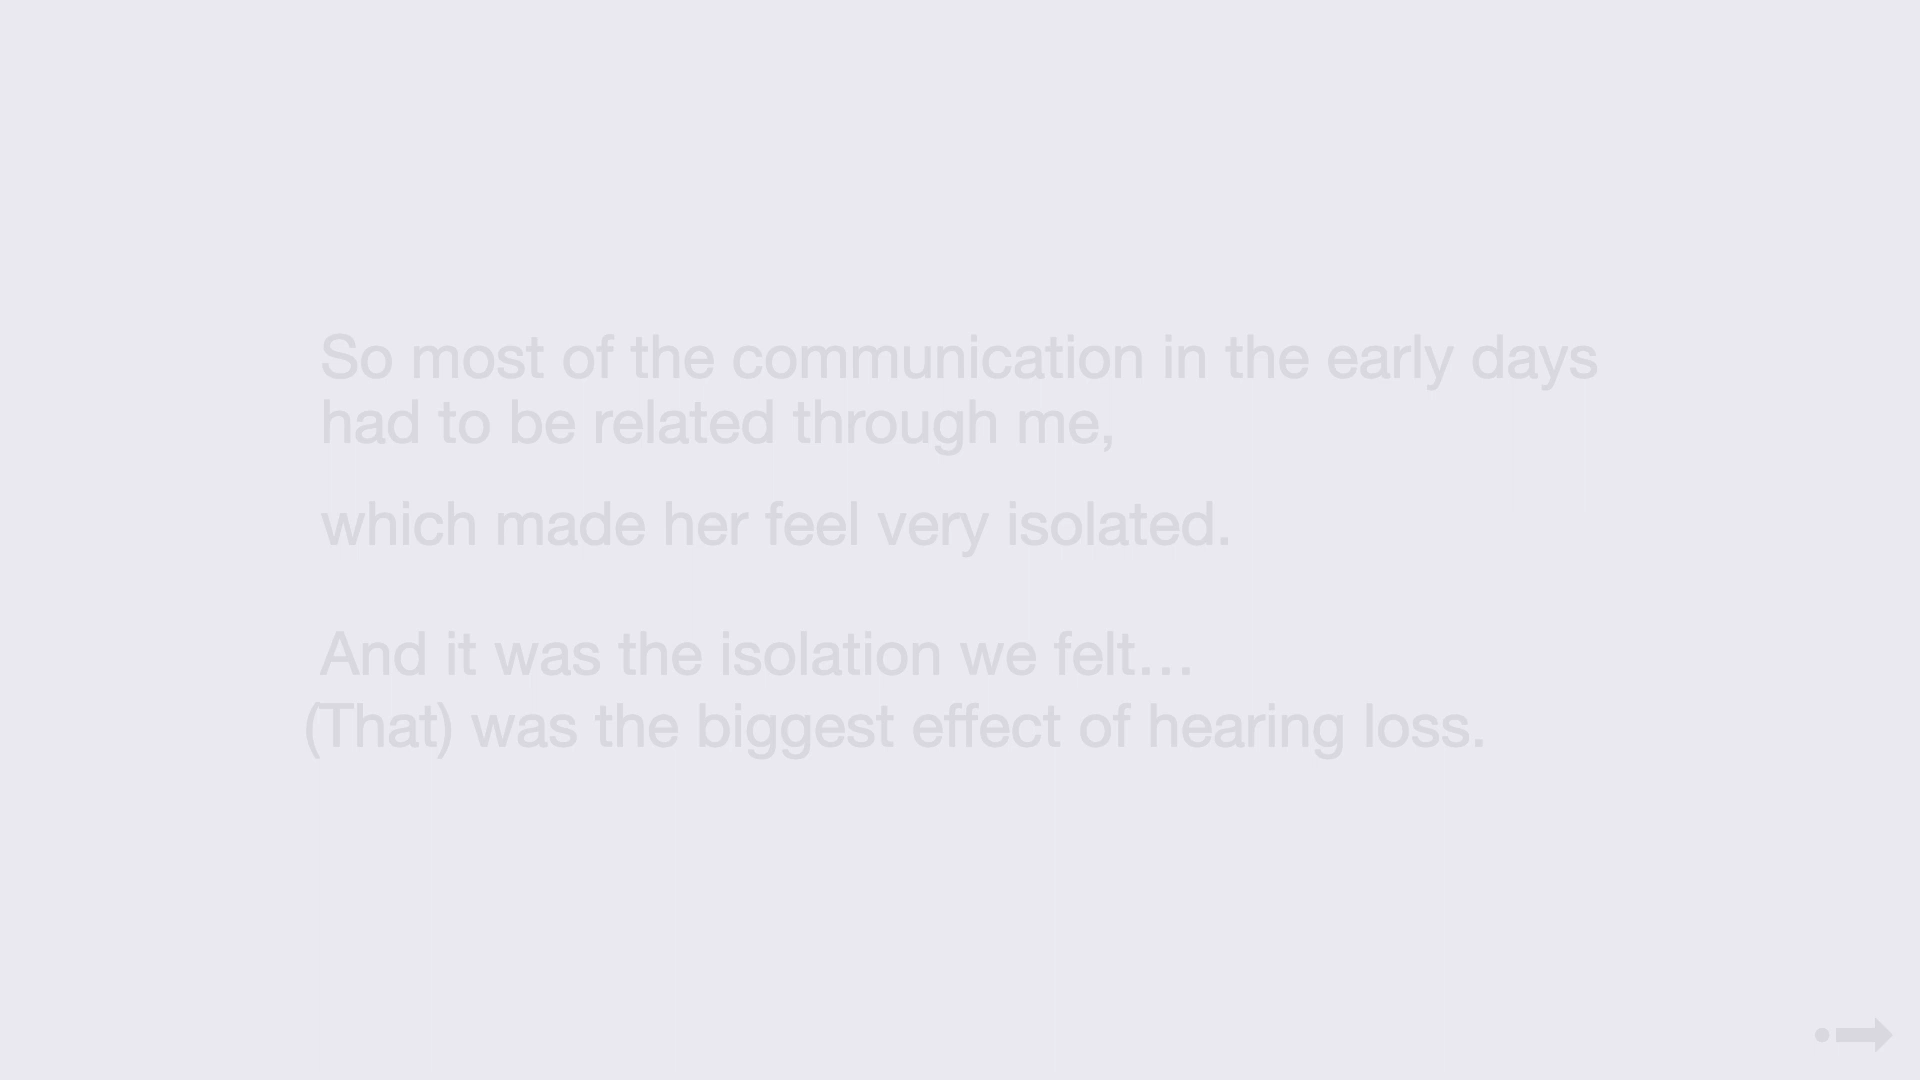 So most of the communication in the early days
had to be related through me,
which made her feel very isolated.
And it was the isolation we felt…
(That) was the biggest effect of hearing loss.